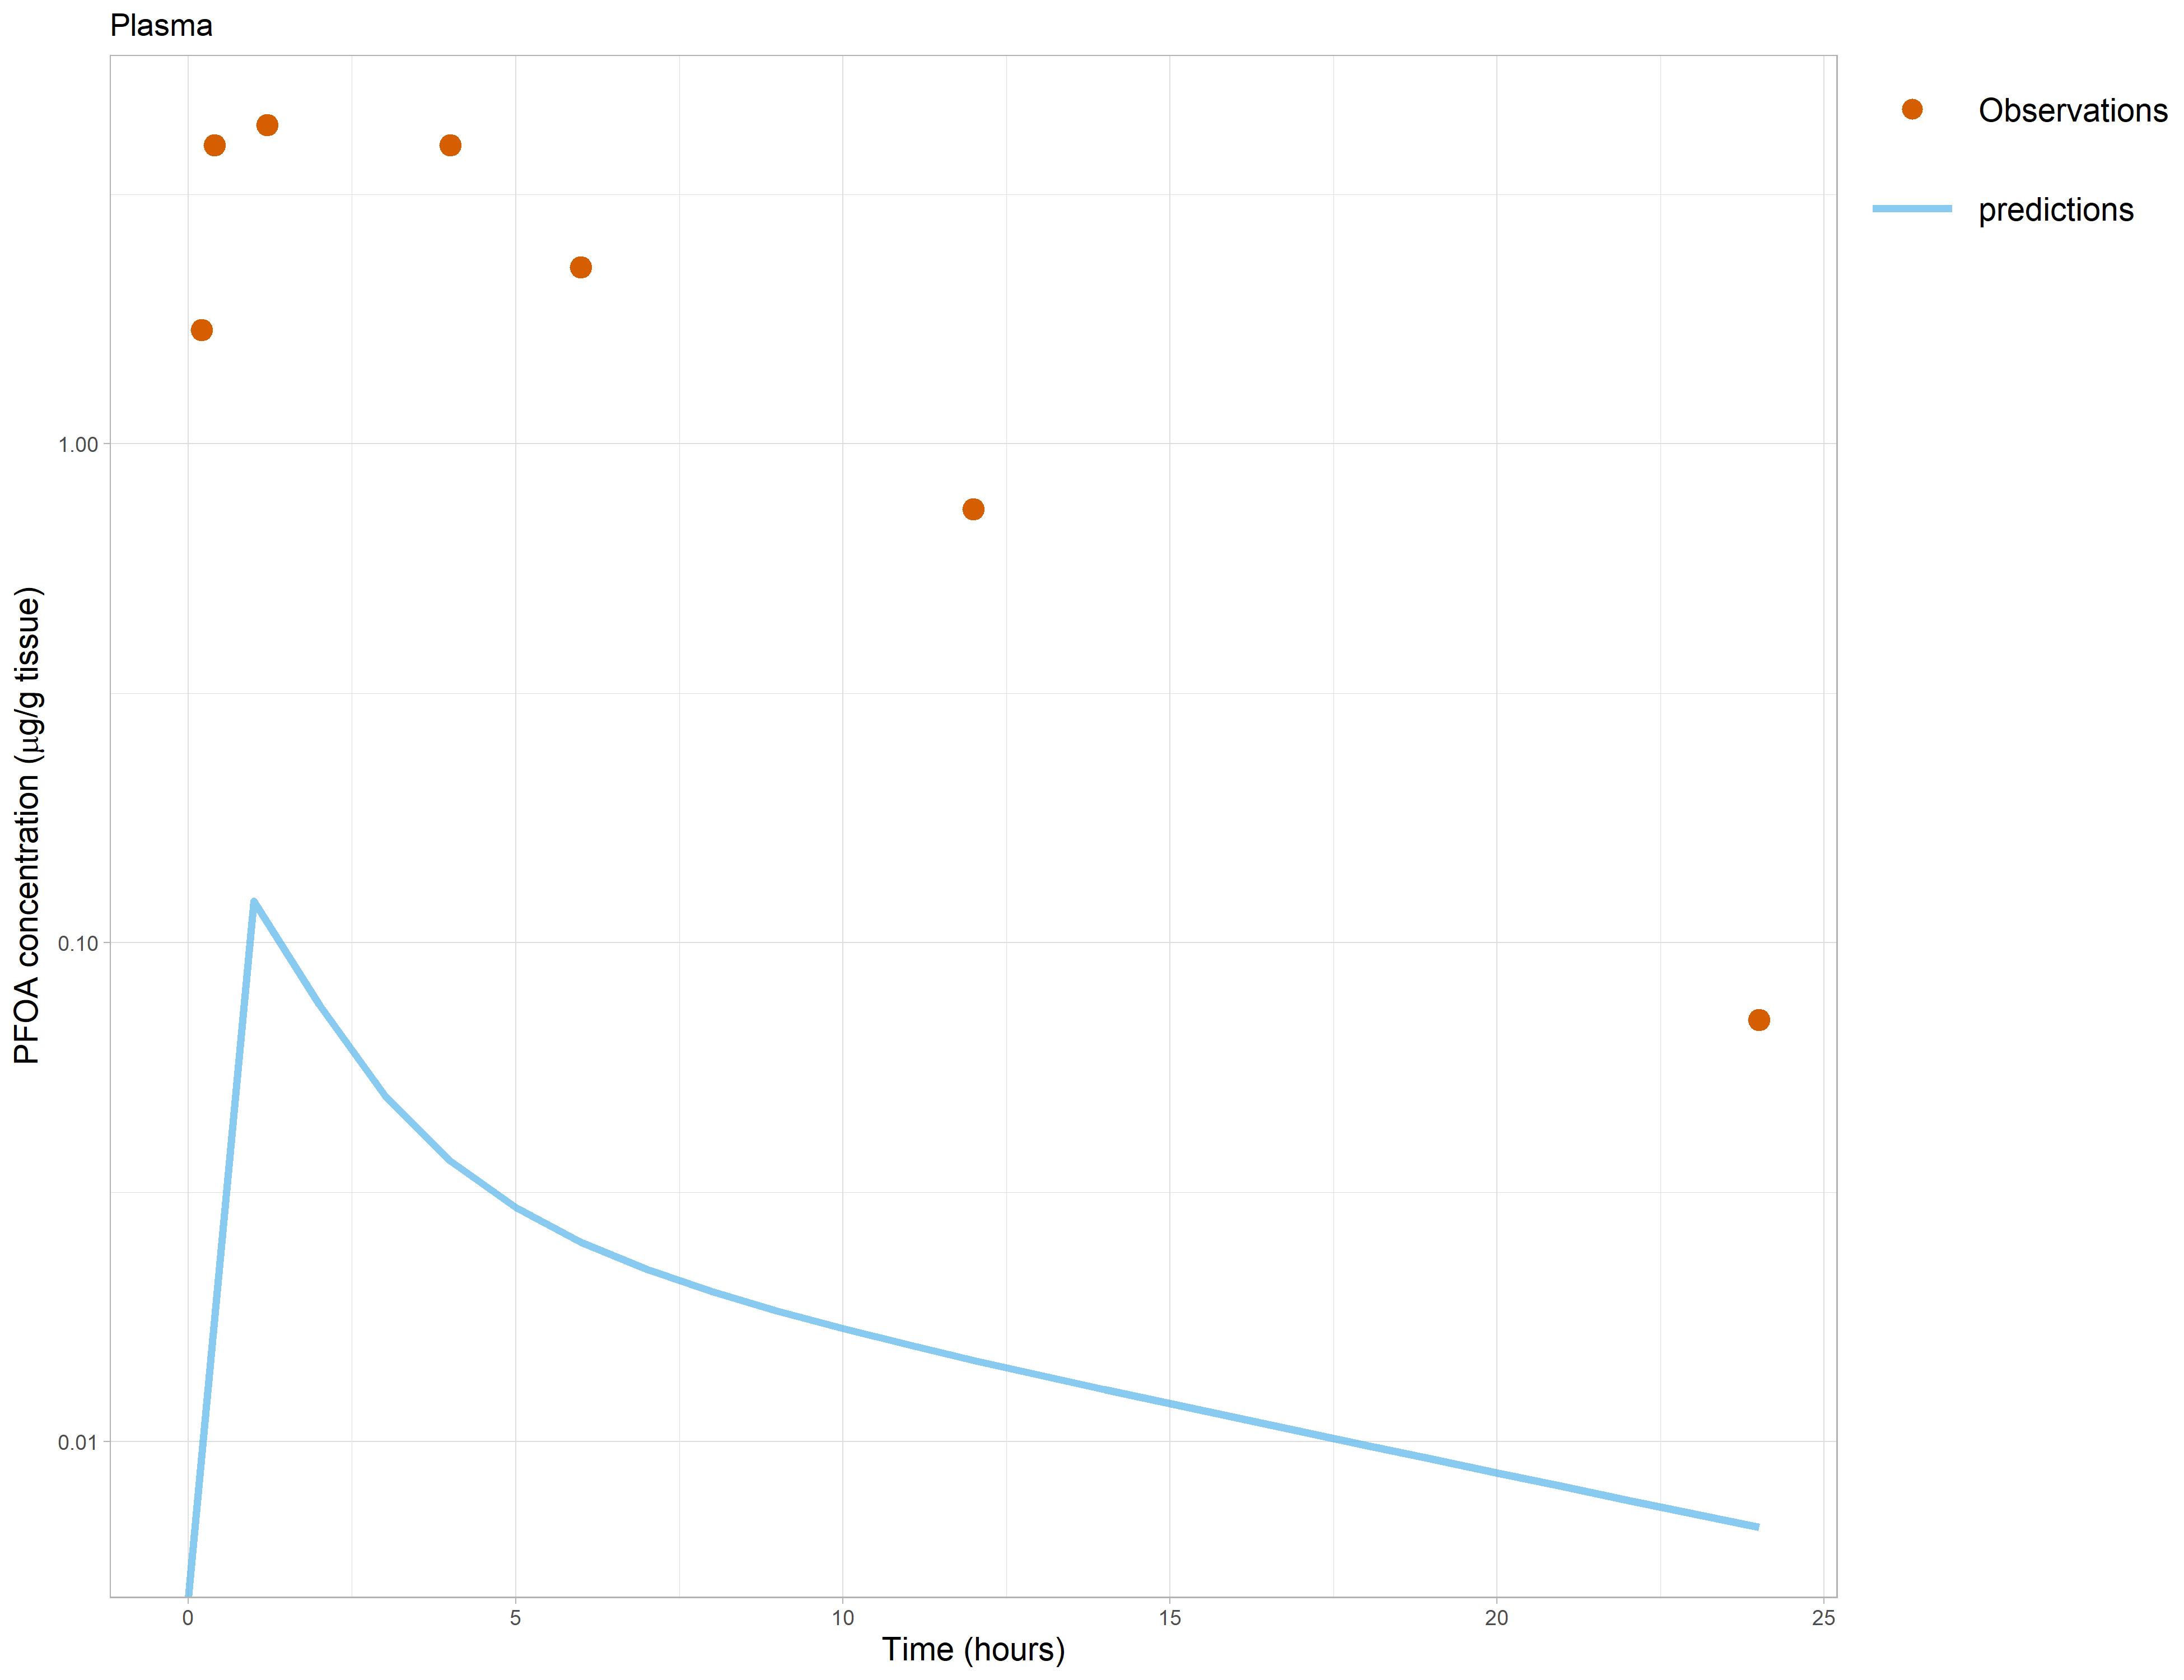 Plasma
Observations
predictions
1.00
0.10
0.01
PFOA concentration (μg/g tissue)
0
5
10
15
20
25
Time (hours)